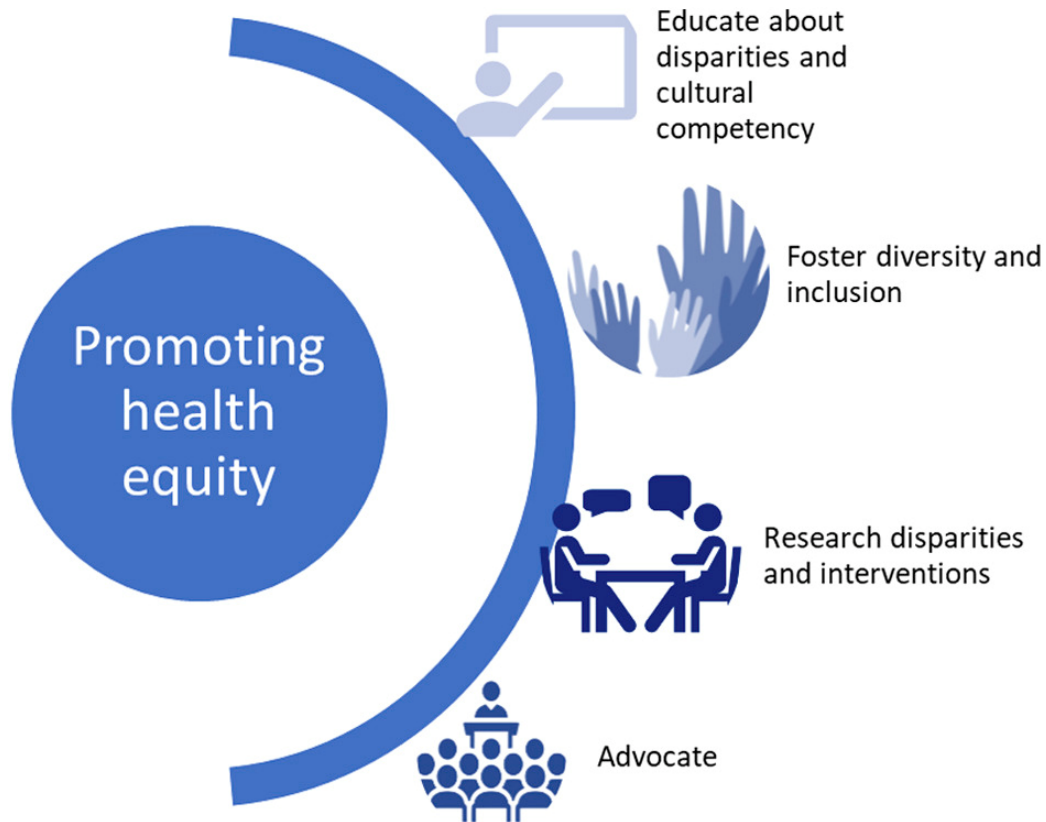 Educate about
disparities and
cultural
competency
Foster diversity and
inclusion
Promoting
health
equity
Research disparities
and interventions
Advocate